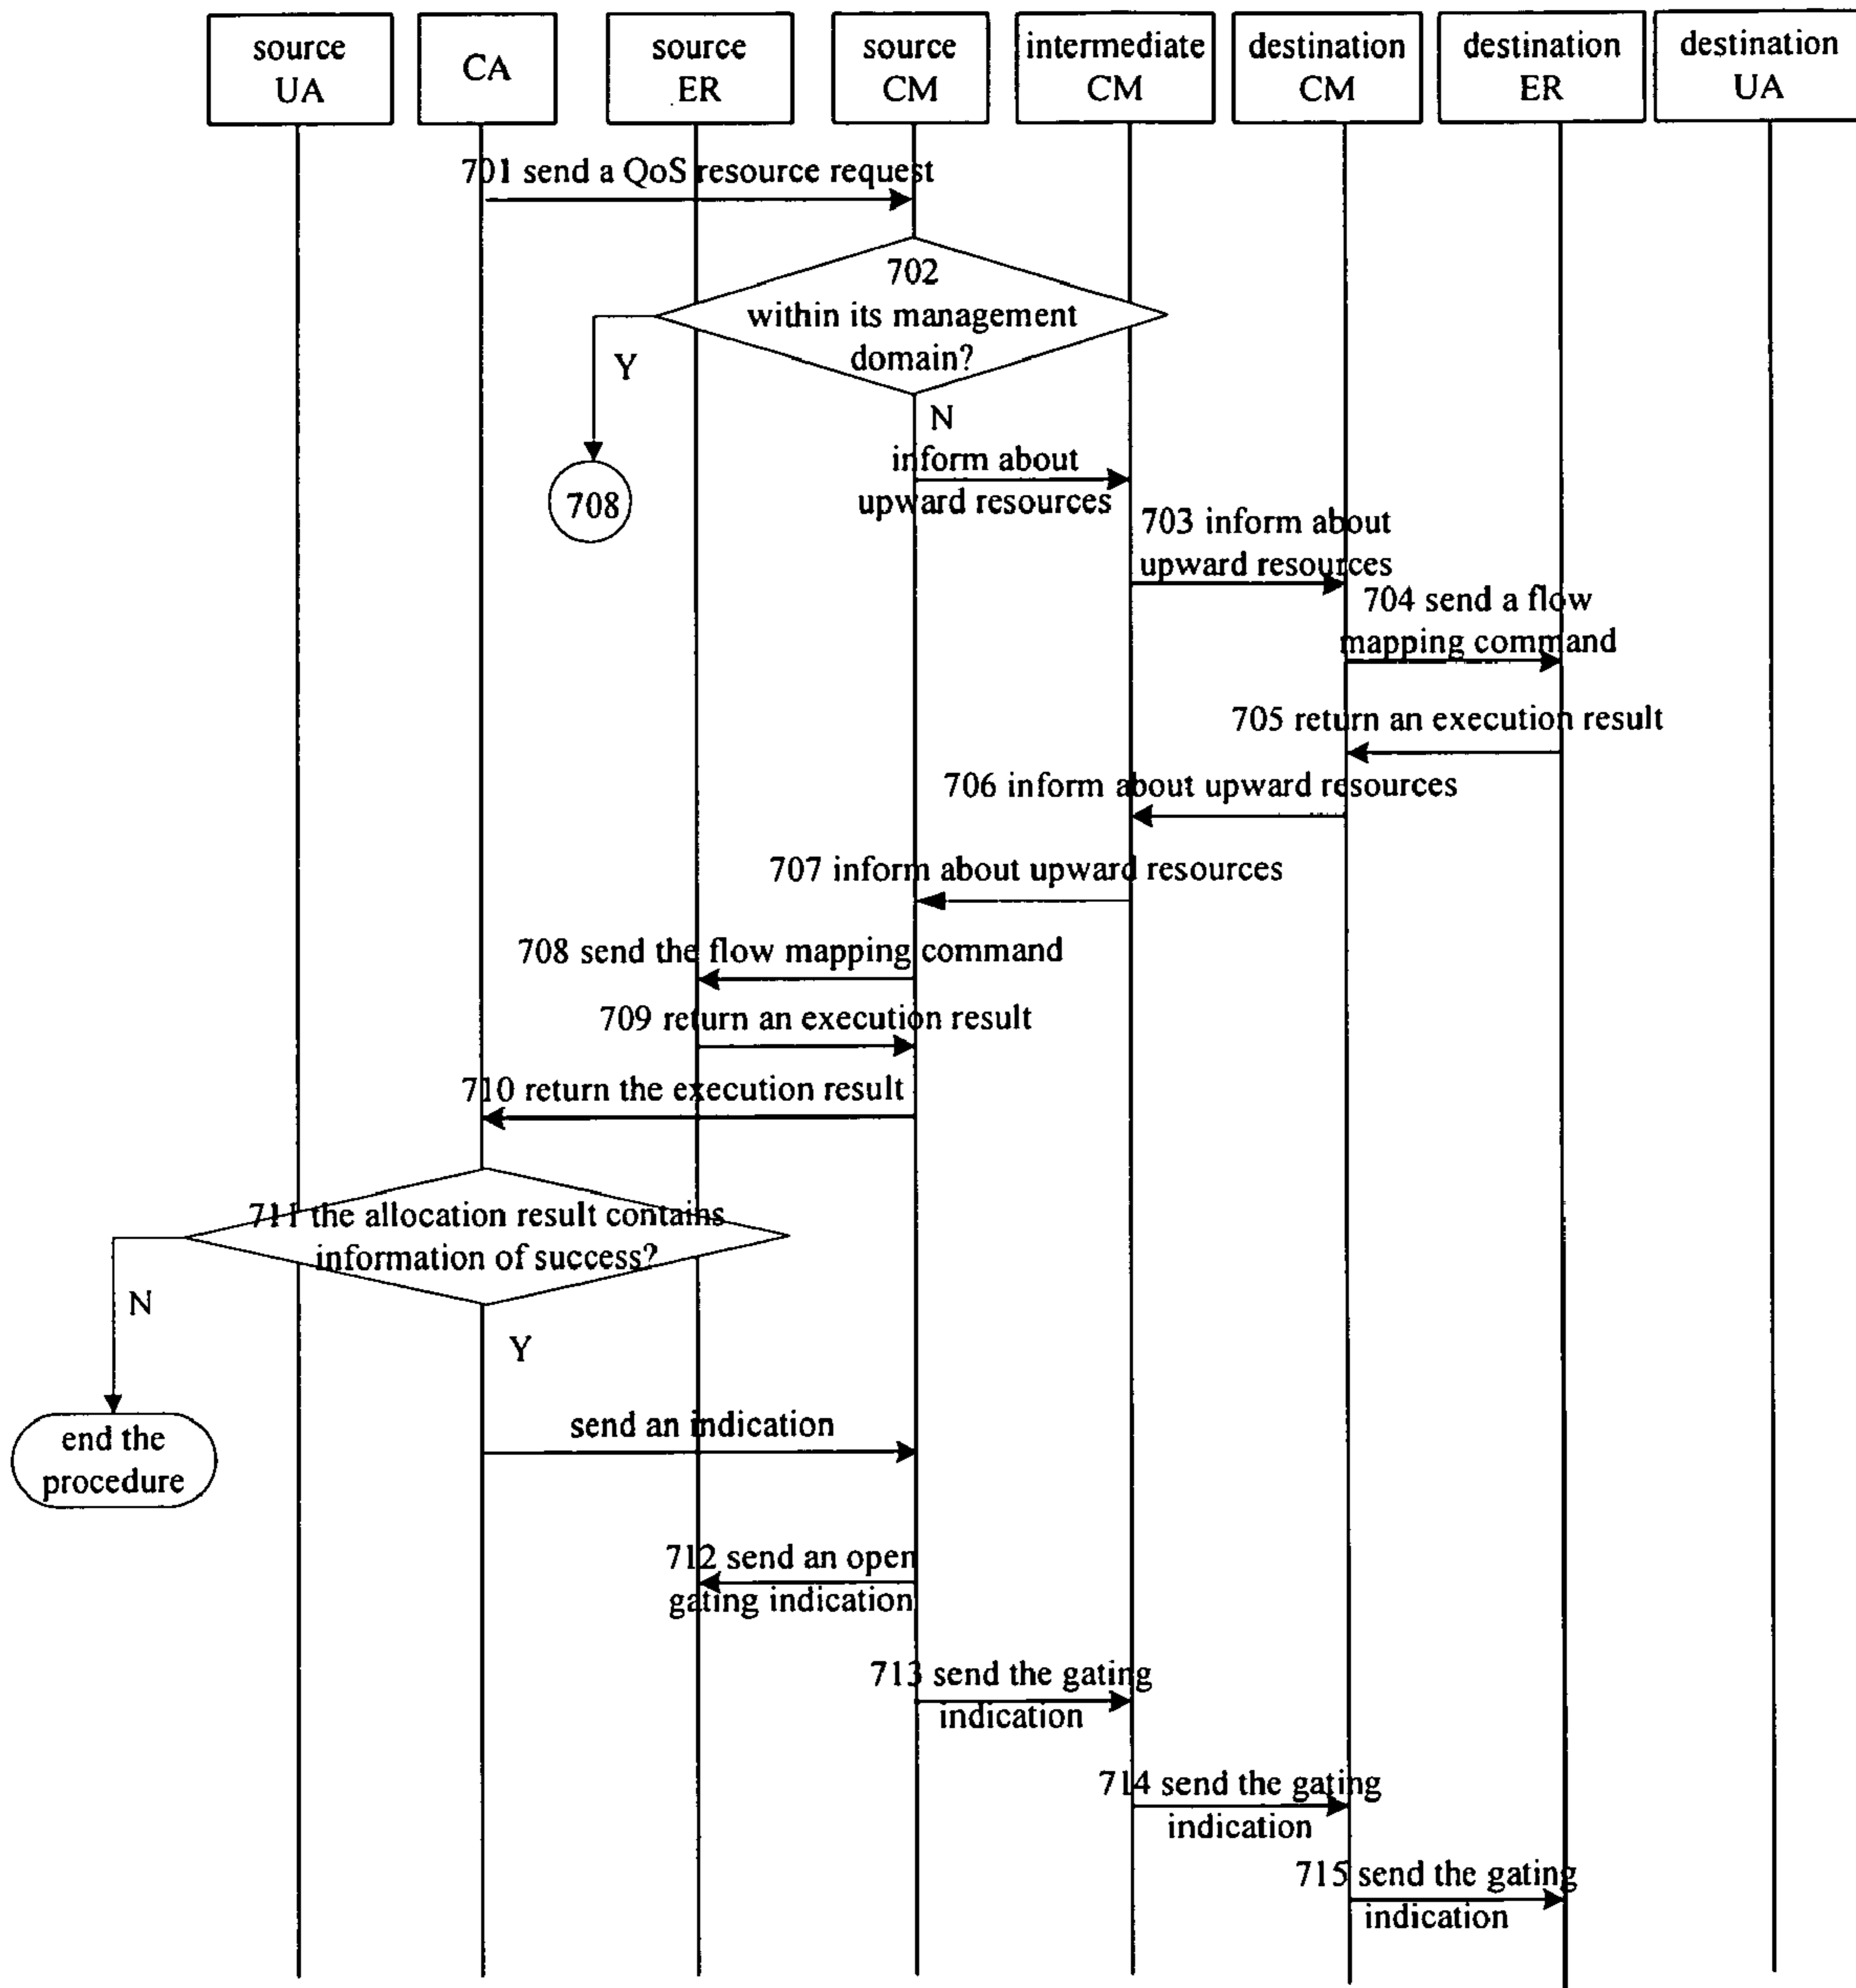 source
UA
CA
source
ER
source
CM
intermediate
CM
destination
CM
destination
ER
destination
UA
701 send a QoS resource request
702
within its management
domain?
Y
N
708
inform about
upward resources
703 inform about
upward resources
704 send a flow
mapping command
705 return an execution result
706 inform about upward resources
707 inform about upward resources
708 send the flow mapping command
709 return an execution result
710 return the execution result
711 the allocation result contains
information of success?
N
Y
end the
procedure
send an indication
712 send an open
gating indication
713 send the gating
indication
714 send the gating
indication
715 send the gating
indication